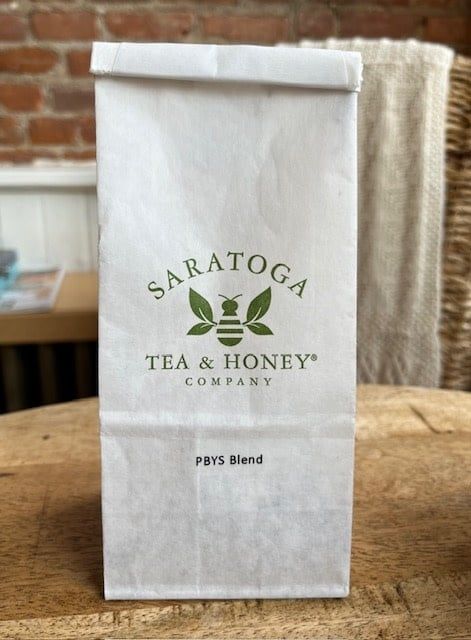 SARATOGA
TEA & HONEY®
COMPANY
PBYS Blend